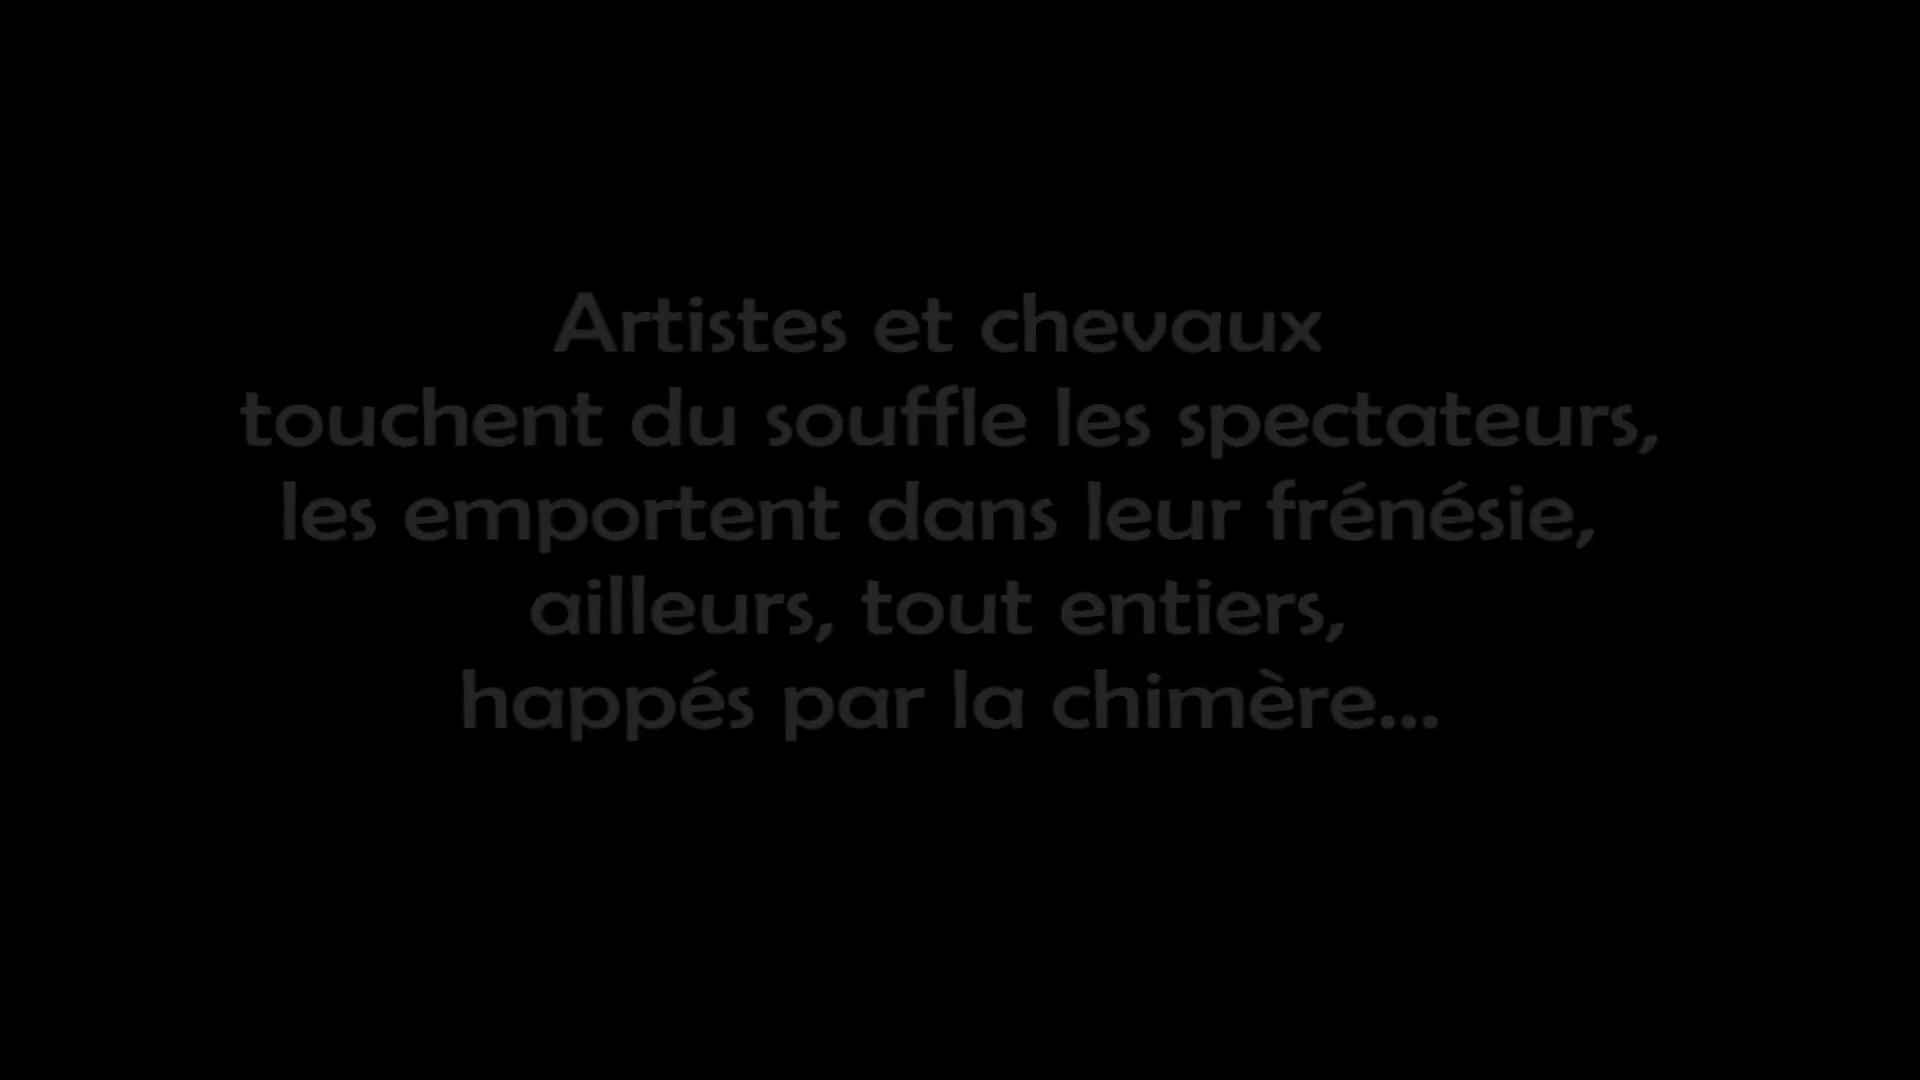 Artistes et chevaux
touchent du souffle les spectateurs,
les emportent dans leur frénésie,
ailleurs, tout entiers,
happés par la chimère...